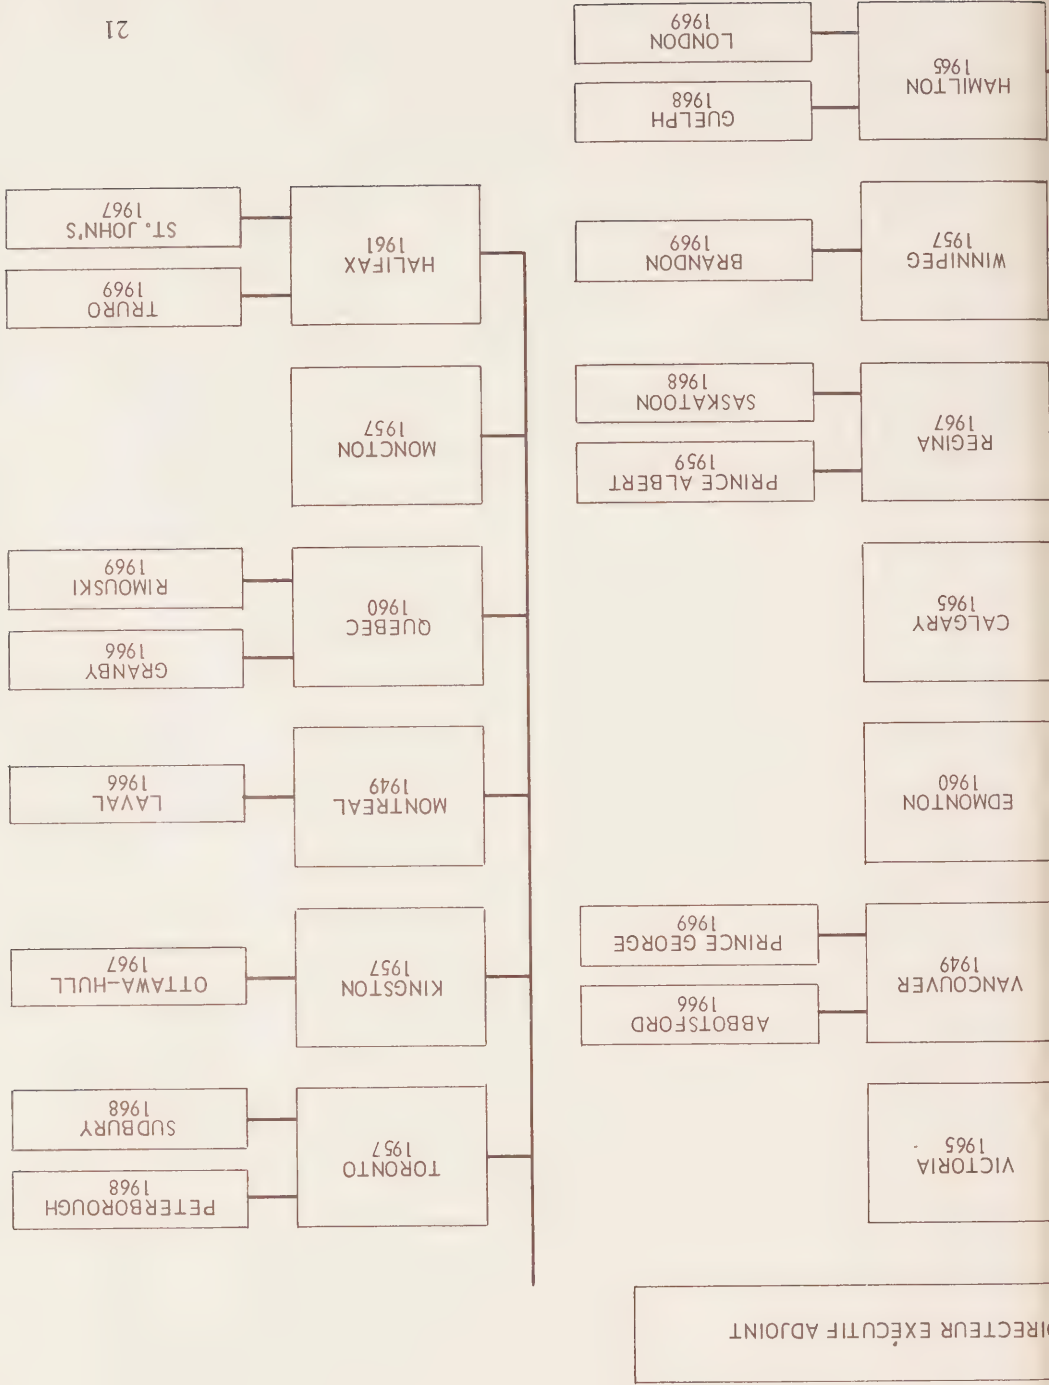 DIRECTEUR EXÉCUTIF ADJOINT
VICTORIA
1965
VANCOUVER
1949
ABBOTSFORD
1966
PRINCE GEORGE
1969
EDMONTON
1960
CALGARY
1965
REGINA
1967
PRINCE ALBERT
1959
SASKATOON
1968
WINNIPEG
1957
BRANDON
1969
HAMILTON
1965
GUELPH
1968
LONDON
1969
TORONTO
1957
PETERBOROUGH
1968
SUDBURY
1968
KINGSTON
1957
OTTAWA-HULL
1967
MONTREAL
1949
LAVAL
1966
QUEBEC
1960
GRANBY
1966
RIMOUSKI
1969
MONCTON
1957
HALIFAX
1961
TRURO
1969
ST. JOHN'S
1967
21